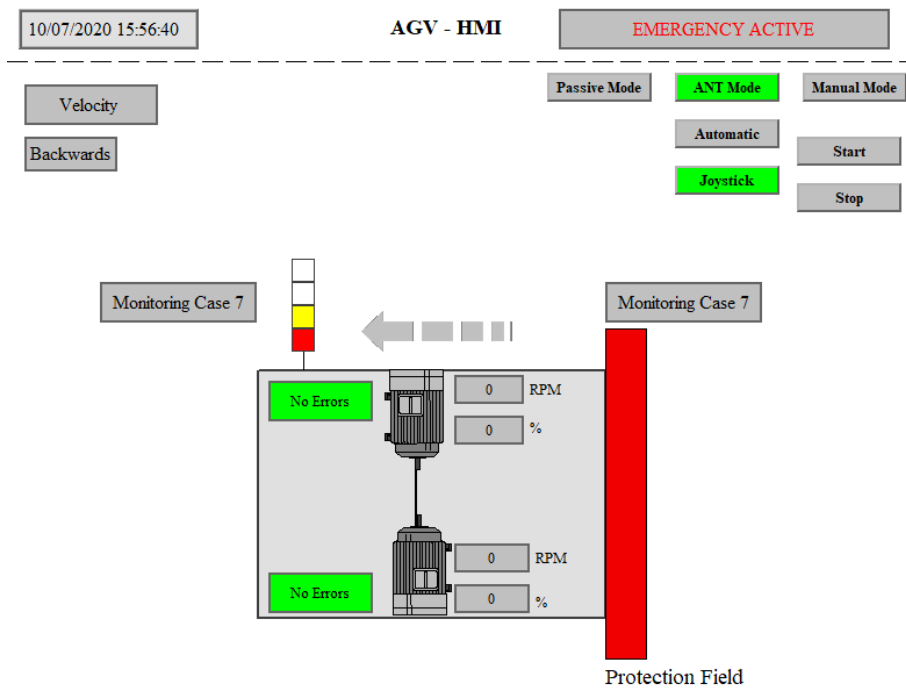 10/07/2020 15:56:40
AGV - HMI
EMERGENCY ACTIVE
Passive Mode
ANT Mode
Manual Mode
Velocity
Automatic
Backwards
Start
Joystick
Stop
Monitoring Case 7
Monitoring Case 7
No Errors
0 RPM
0 %
0 RPM
No Errors
0 %
Protection Field